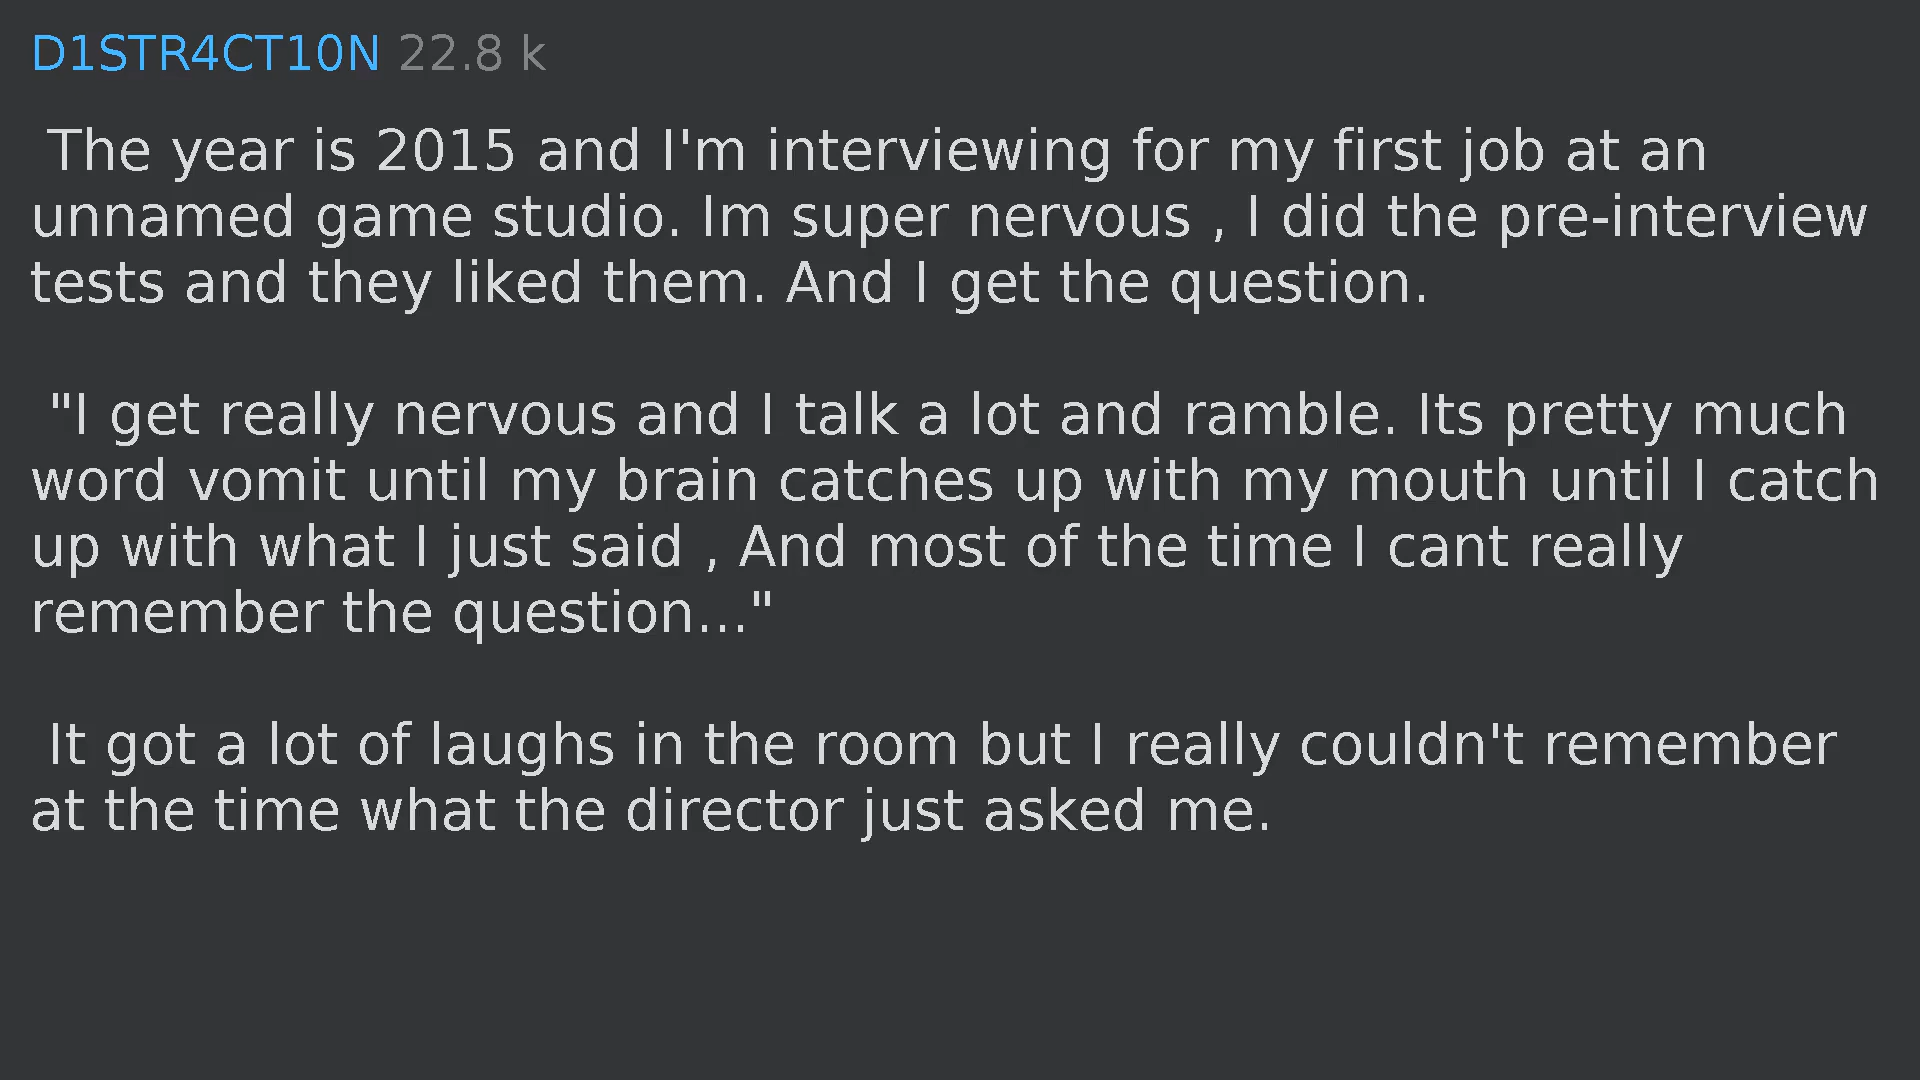 D1STR4CT10N 22.8 k
The year is 2015 and I'm interviewing for my first job at an
unnamed game studio. Im super nervous , I did the pre-interview
tests and they liked them. And I get the question.
"I get really nervous and I talk a lot and ramble. Its pretty much
word vomit until my brain catches up with my mouth until I catch
up with what I just said , And most of the time I cant really
remember the question..."
It got a lot of laughs in the room but I really couldn't remember
at the time what the director just asked me.